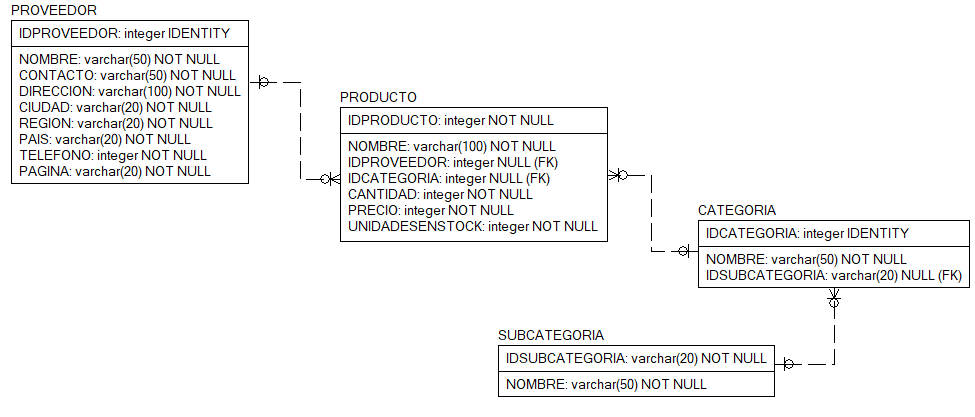 PROVEEDOR
IDPROVEEDOR: integer IDENTITY
NOMBRE: varchar(50) NOT NULL
CONTACTO: varchar(50) NOT NULL
DIRECCION: varchar(100) NOT NULL
CIUDAD: varchar(20) NOT NULL
REGION: varchar(20) NOT NULL
PAIS: varchar(20) NOT NULL
TELEFONO: integer NOT NULL
PAGINA: varchar(20) NOT NULL
PRODUCTO
IDPRODUCTO: integer NOT NULL
NOMBRE: varchar(100) NOT NULL
IDPROVEEDOR: integer NULL (FK)
IDCATEGORIA: integer NULL (FK)
CANTIDAD: integer NOT NULL
PRECIO: integer NOT NULL
UNIDADESENSTOCK: integer NOT NULL
CATEGORIA
IDCATEGORIA: integer IDENTITY
NOMBRE: varchar(50) NOT NULL
IDSUBCATEGORIA: varchar(20) NULL (FK)
SUBCATEGORIA
IDSUBCATEGORIA: varchar(20) NOT NULL
NOMBRE: varchar(50) NOT NULL